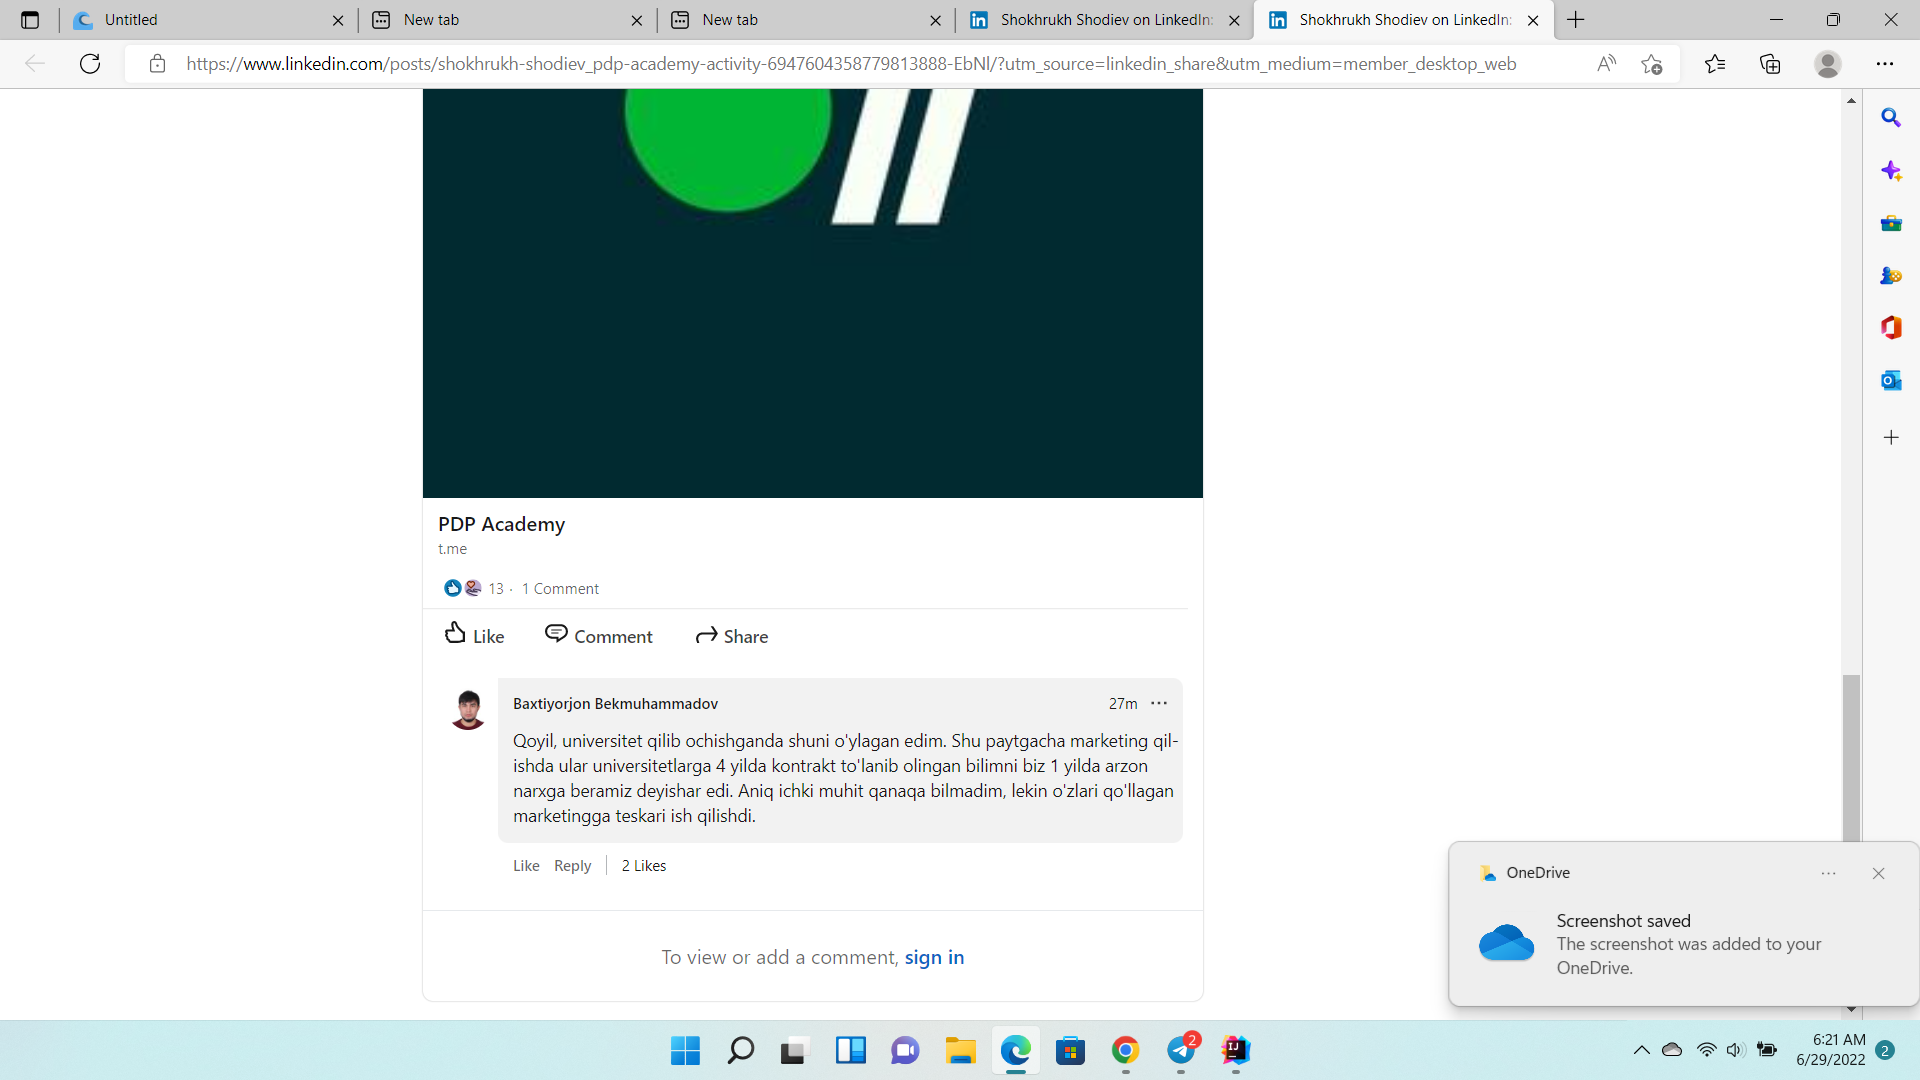 Untitled
New tab
New tab
Shokhrukh Shodiev on LinkedIn:
Shokhrukh Shodiev on LinkedIn:
https://www.linkedin.com/posts/shokhrukh-shodiev_pdp-academy-activity-6947604358779813888-EbNl/?utm_source=linkedin_share&utm_medium=member_desktop_web
PDP Academy
t.me
13 · 1 Comment
Like Comment Share
Baxtiyorjon Bekmuhammadov 27m
Qoyil, universitet qilib ochishganda shuni o'ylagan edim. Shu paytgacha marketing qil-
ishda ular universitetlarga 4 yilda kontrakt to'lanib olingan bilimni biz 1 yilda arzon
narxga beramiz deyishar edi. Aniq ichki muhit qanaqa bilmadim, lekin o'zlari qo'llagan
marketingga teskari ish qilishdi.
Like Reply 2 Likes
To view or add a comment, sign in
OneDrive
Screenshot saved
The screenshot was added to your
OneDrive.
2
IJ
6:21 AM
6/29/2022
2